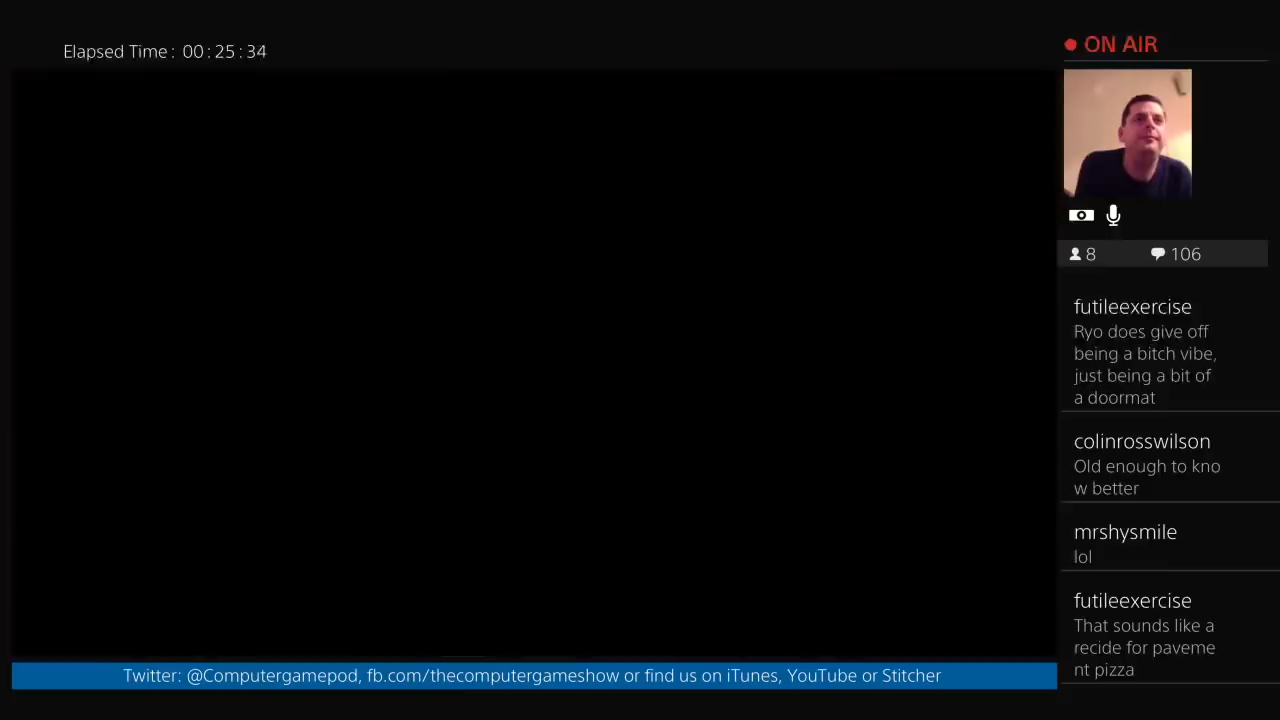 Elapsed Time: 00:25:34
ON AIR
8 106
futileexercise
Ryo does give off
being a bitch vibe,
just being a bit of
a doormat
colinrosswilson
Old enough to kno
w better
mrshysmile
lol
futileexercise
That sounds like a
recide for paveme
nt pizza
Twitter: @Computergamepod, fb.com/thecomputergameshow or find us on iTunes, YouTube or Stitcher